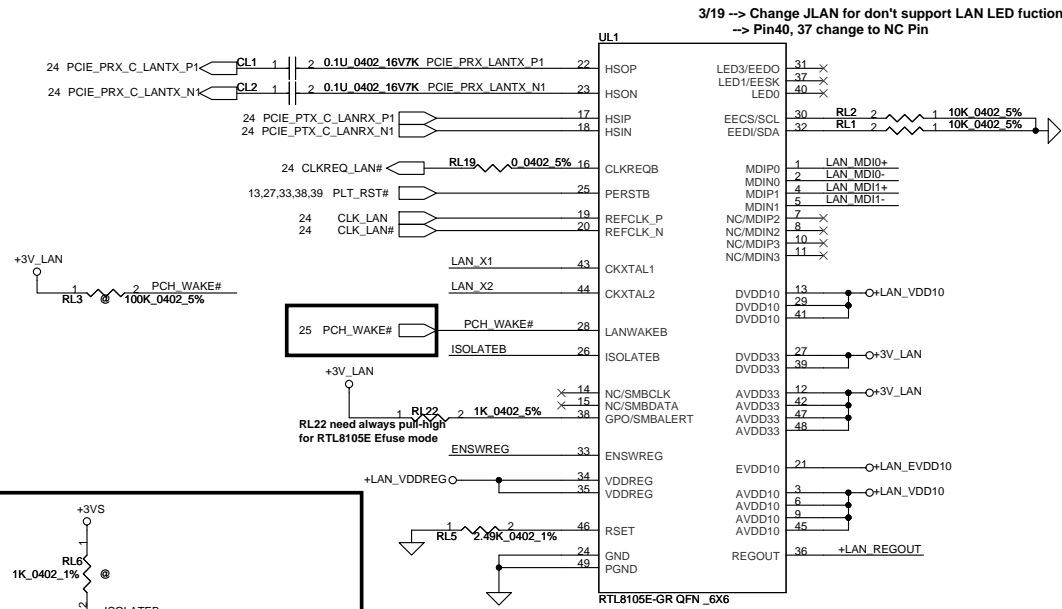 3/19 --> Change JLAN for don't support LAN LED fuction
--> Pin40, 37 change to NC Pin
UL1
24 PCIE_PRX_C_LANTX_P1 CL1 1 2 0.1U_0402_16V7K PCIE_PRX_LANTX_P1 22 HSOP
24 PCIE_PRX_C_LANTX_N1 CL2 1 2 0.1U_0402_16V7K PCIE_PRX_LANTX_N1 23 HSON
24 PCIE_PTX_C_LANRX_P1 17 HSIP
24 PCIE_PTX_C_LANRX_N1 18 HSIN
24 CLKREQ_LAN# RL19 0_0402_5% 16 CLKREQB
13,27,33,38,39 PLT_RST# 25 PERSTB
24 CLK_LAN 19 REFCLK_P
24 CLK_LAN# 20 REFCLK_N
LAN_X1 43 CKXTAL1
LAN_X2 44 CKXTAL2
+3V_LAN
1 2 PCH_WAKE#
RL3 @ 100K_0402_5%
25 PCH_WAKE# PCH_WAKE# 28 LANWAKEB
ISOLATEB 26 ISOLATEB
+3V_LAN
14 NC/SMBCLK
15 NC/SMBDATA
1 RL22 2 1K_0402_5% 38 GPO/SMBALERT
RL22 need always pull-high
for RTL8105E Efuse mode
ENSWREG 33 ENSWREG
+LAN_VDDREG 34 VDDREG
35 VDDREG
1 2 46 RSET
RL5 2.49K_0402_1%
24 GND
49 PGND
LED3/EEDO 31
LED1/EESK 37
LED0 40
EECS/SCL 30 RL2 2 1 10K_0402_5%
EEDI/SDA 32 RL1 2 1 10K_0402_5%
MDIP0 1 LAN_MDI0+
MDIN0 2 LAN_MDI0-
MDIP1 4 LAN_MDI1+
MDIN1 5 LAN_MDI1-
NC/MDIP2 7
NC/MDIN2 8
NC/MDIP3 10
NC/MDIN3 11
DVDD10 13 +LAN_VDD10
DVDD10 29
DVDD10 41
DVDD33 27 +3V_LAN
DVDD33 39
AVDD33 12 +3V_LAN
AVDD33 42
AVDD33 47
AVDD33 48
EVDD10 21 +LAN_EVDD10
AVDD10 3 +LAN_VDD10
AVDD10 6
AVDD10 9
AVDD10 45
REGOUT 36 +LAN_REGOUT
RTL8105E-GR QFN _6X6
+3VS
1
RL6
1K_0402_1% @
2
ISOLATEB